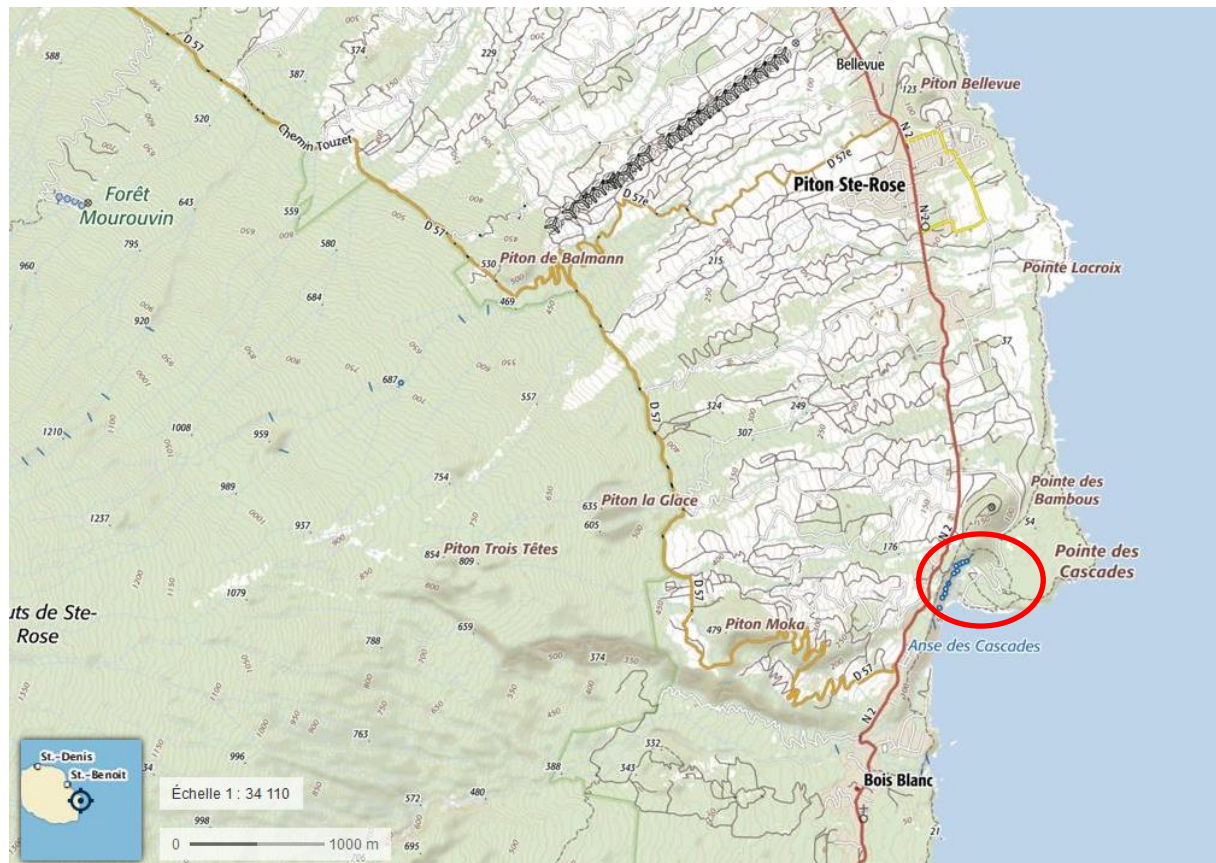 588
374
D 57
229
387
520
Bellevue
123
Piton Bellevue
Chemin Touzet
N 2
D 57e
Forêt
Mourouvin
643
559
Piton Ste-Rose
D 57e
N 2
795
580
D 57
960
530
Piton de Balmann
215
Pointe Lacroix
684
469
920
37
687
557
D 57
324
249
1210
1008
959
307
754
989
Piton la Glace
635
Pointe des
Bambous
1237
937
605
54
N 2
176
854
Piton Trois Têtes
809
Pointe des
Cascades
1079
D 57
uts de Ste-
Rose
479
Piton Moka
659
788
Anse des Cascades
374
D 57
N 2
763
332
996
388
343
Bois Blanc
572
480
998
695
706
21
St.-Denis
St.-Benoit
Échelle 1 : 34 110
0 1000 m